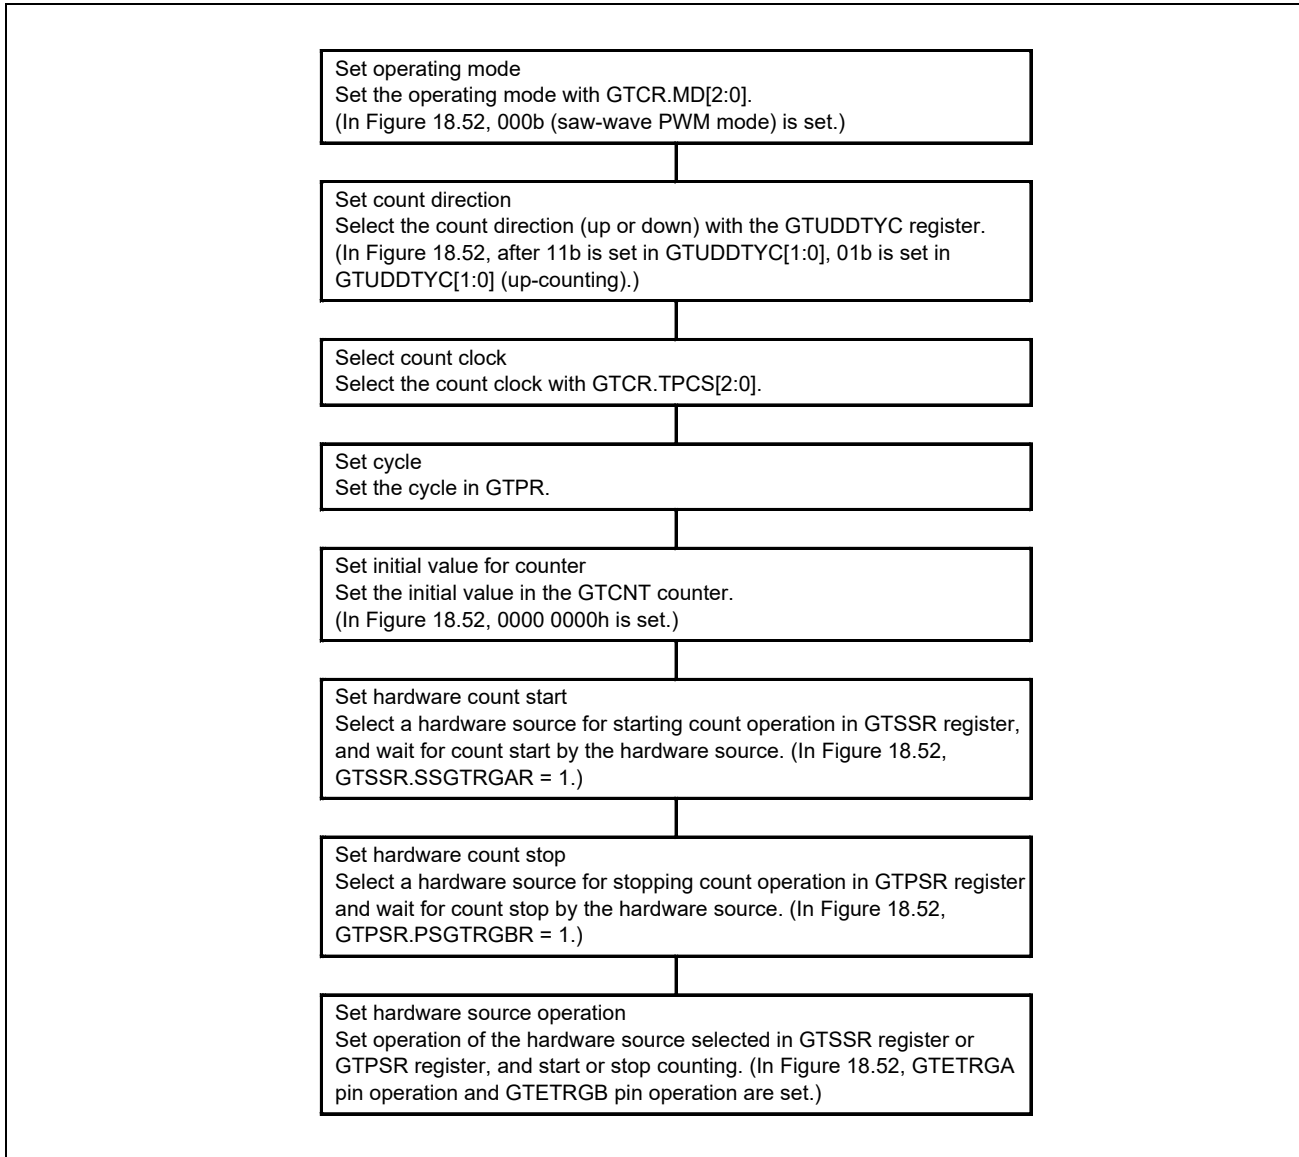 Set operating mode
Set the operating mode with GTCR.MD[2:0].
(In Figure 18.52, 000b (saw-wave PWM mode) is set.)
Set count direction
Select the count direction (up or down) with the GTUDDTYC register.
(In Figure 18.52, after 11b is set in GTUDDTYC[1:0], 01b is set in
GTUDDTYC[1:0] (up-counting).)
Select count clock
Select the count clock with GTCR.TPCS[2:0].
Set cycle
Set the cycle in GTPR.
Set initial value for counter
Set the initial value in the GTCNT counter.
(In Figure 18.52, 0000 0000h is set.)
Set hardware count start
Select a hardware source for starting count operation in GTSSR register,
and wait for count start by the hardware source. (In Figure 18.52,
GTSSR.SSGTRGAR = 1.)
Set hardware count stop
Select a hardware source for stopping count operation in GTPSR register
and wait for count stop by the hardware source. (In Figure 18.52,
GTPSR.PSGTRGBR = 1.)
Set hardware source operation
Set operation of the hardware source selected in GTSSR register or
GTPSR register, and start or stop counting. (In Figure 18.52, GTETRGA
pin operation and GTETRGB pin operation are set.)